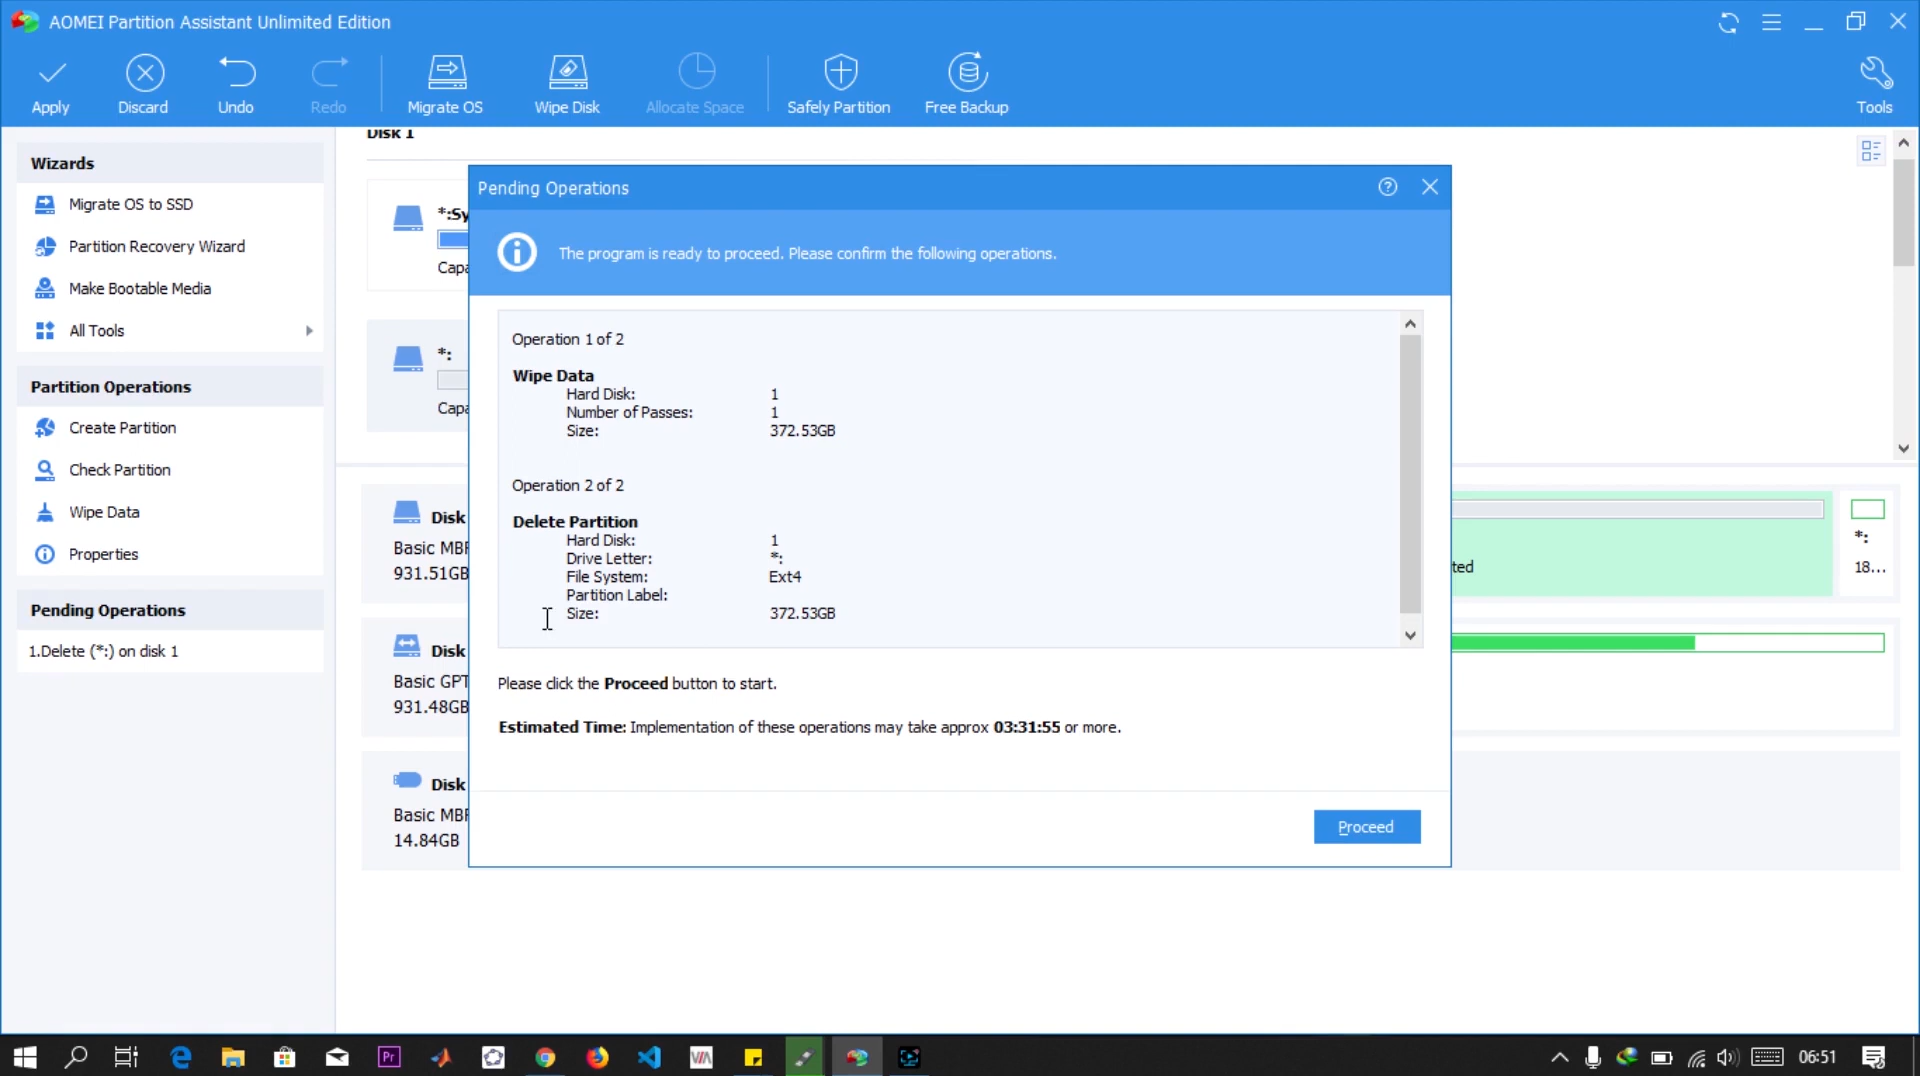 AOMEI Partition Assistant Unlimited Edition
Apply
Discard
Undo
Redo
Migrate OS
Wipe Disk
Allocate Space
Safely Partition
Free Backup
Tools
Wizards
Migrate OS to SSD
Partition Recovery Wizard
Make Bootable Media
All Tools
Partition Operations
Create Partition
Check Partition
Wipe Data
Properties
Pending Operations
1.Delete (*:) on disk 1
Disk 1
*:Sy
Capa
*:
Capa
Disk
Basic MBR
931.51GB
Disk
Basic GPT
931.48GB
Disk
Basic MBR
14.84GB
Pending Operations
The program is ready to proceed. Please confirm the following operations.
Operation 1 of 2
Wipe Data
Hard Disk: 1
Number of Passes: 1
Size: 372.53GB
Operation 2 of 2
Delete Partition
Hard Disk: 1
Drive Letter: *:
File System: Ext4
Partition Label:
Size: 372.53GB
Please click the Proceed button to start.
Estimated Time: Implementation of these operations may take approx 03:31:55 or more.
Proceed
ted
*:
18...
Pr
VIA
06:51